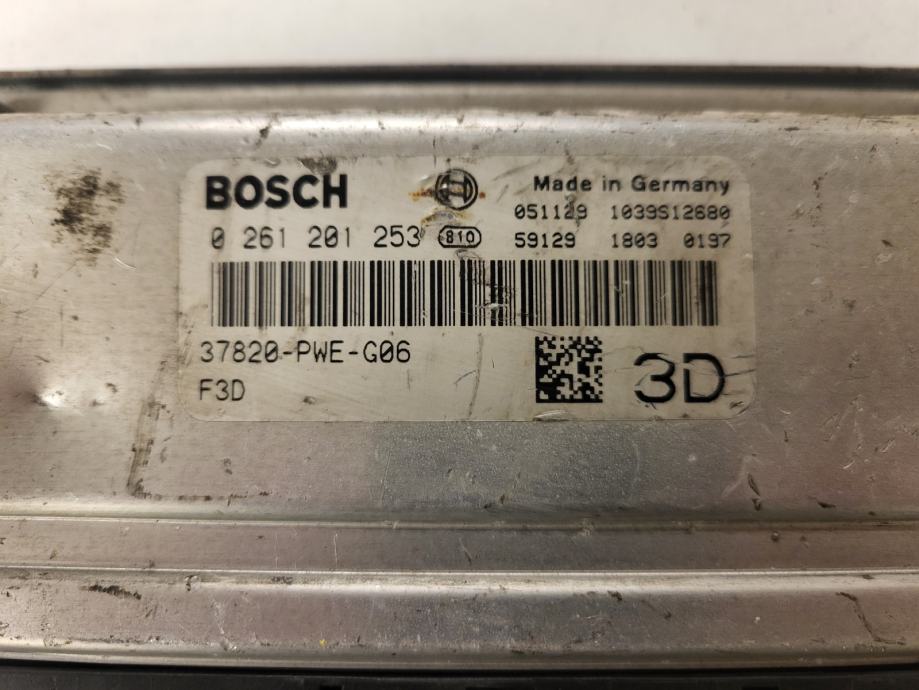 BOSCH Made in Germany
051129 1039S12680
0 261 201 253 810 59129 1803 0197
37820-PWE-G06
F3D 3D